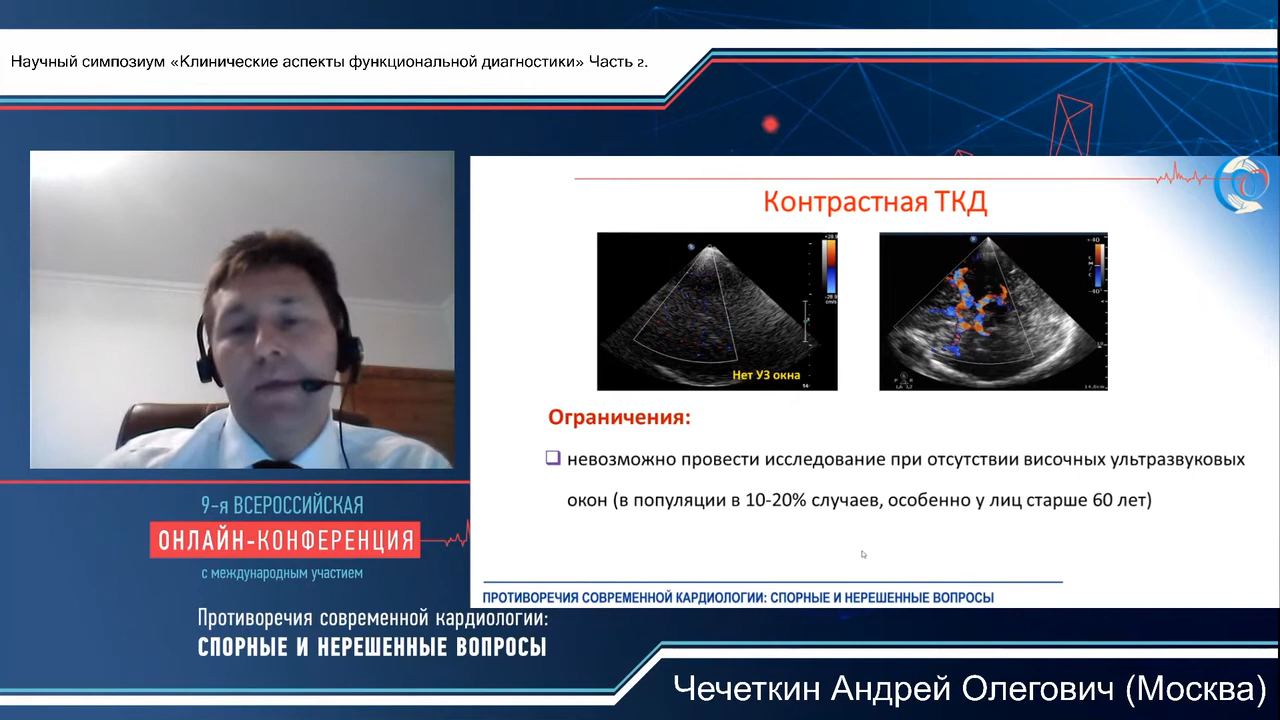 Научный симпозиум «Клинические аспекты функциональной диагностики» Часть 2.
Контрастная ТКД
Нет УЗ окна
Ограничения:
невозможно провести исследование при отсутствии височных ультразвуковых
окон (в популяции в 10-20% случаев, особенно у лиц старше 60 лет)
ПРОТИВОРЕЧИЯ СОВРЕМЕННОЙ КАРДИОЛОГИИ: СПОРНЫЕ И НЕРЕШЕННЫЕ ВОПРОСЫ
9-я ВСЕРОССИЙСКАЯ
ОНЛАЙН-КОНФЕРЕНЦИЯ
с международным участием
Противоречия современной кардиологии:
СПОРНЫЕ И НЕРЕШЕННЫЕ ВОПРОСЫ
Чечеткин Андрей Олегович (Москва)